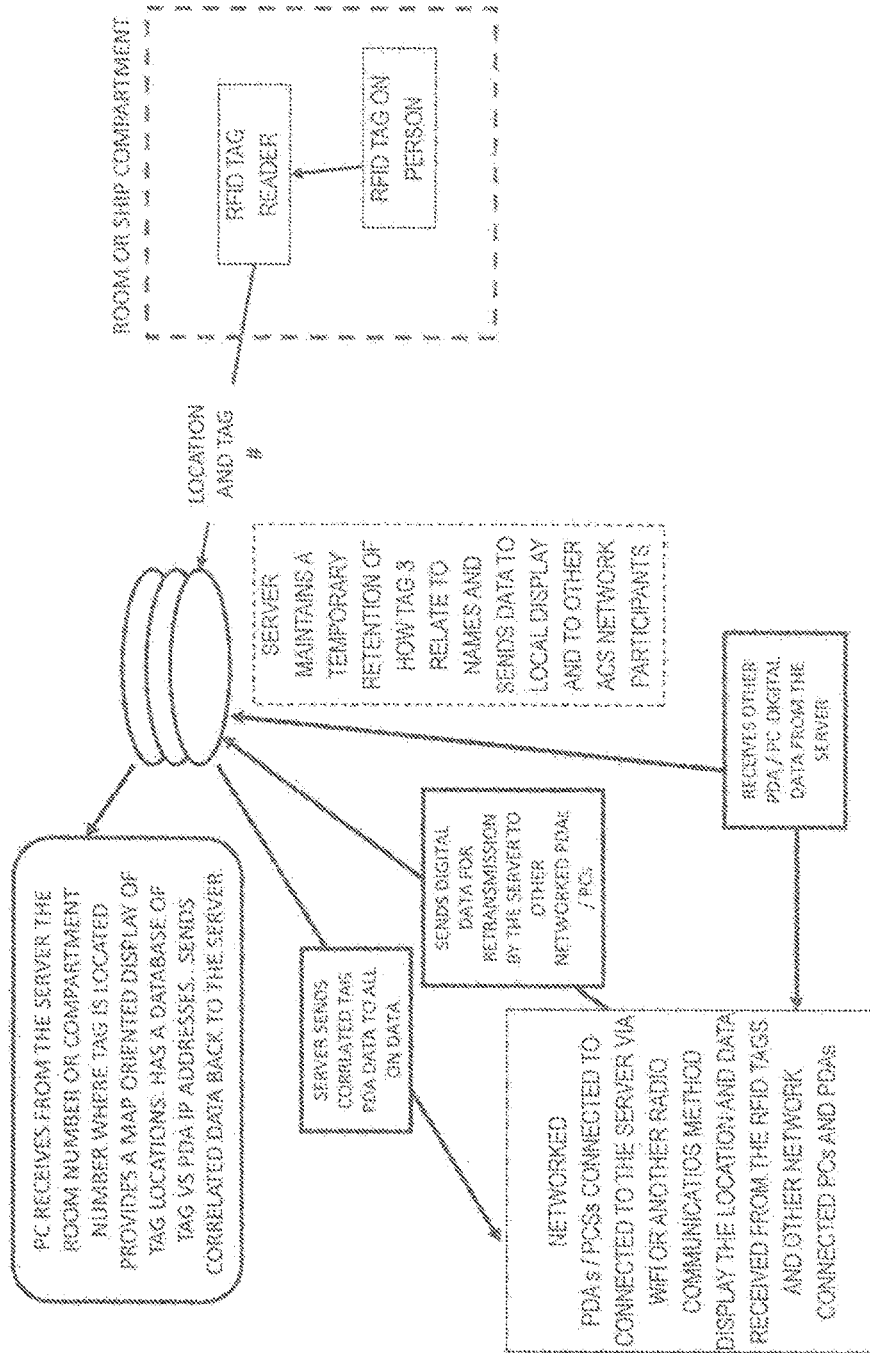 PC RECEIVES FROM THE SERVER THE
ROOM NUMBER OR COMPARTMENT
NUMBER WHERE TAG IS LOCATED
PROVIDES A MAP ORIENTED DISPLAY OF
TAG LOCATIONS. HAS A DATABASE OF
TAG VS PDA IP ADDRESSES. SENDS
CORRELATED DATA BACK TO THE SERVER.
LOCATION
AND TAG
#
ROOM OR SHIP COMPARTMENT
RFID TAG
READER
RFID TAG ON
PERSON
SERVER
MAINTAINS A
TEMPORARY
RETENTION OF
HOW TAG 3
RELATE TO
NAMES AND
SENDS DATA TO
LOCAL DISPLAY
AND TO OTHER
ACS NETWORK
PARTICIPANTS
SERVER SENDS
CORRELATED TAG
PDA DATA TO ALL
ON DATA.
SENDS DIGITAL
DATA FOR
RETRANSMISSION
BY THE SERVER TO
OTHER
NETWORKED PDAs
/ PCs
RECEIVES OTHER
PDA / PC DIGITAL
DATA FROM THE
SERVER
NETWORKED
PDA s / PCSs CONNECTED TO
CONNECTED TO THE SERVER VIA
WIFI OR ANOTHER RADIO
COMMUNICATIOS METHOD
DISPLAY THE LOCATION AND DATA
RECEIVED FROM THE RFID TAGS
AND OTHER NETWORK
CONNECTED PCs AND PDAs